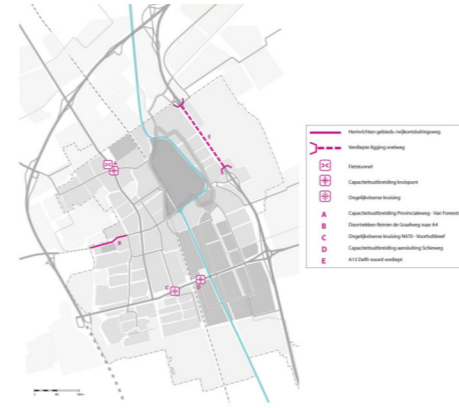 A
E
B
C
D
Herinrichten gebieds-/wijkontsluitingsweg
Verdiepte ligging snelweg
Fietstunnel
Capaciteitsuitbreiding kruispunt
Ongelijkvloerse kruising
A Capaciteitsuitbreiding Provincialeweg - Van Foreest
B Doortrekken Reinier de Graafweg naar A4
C Ongelijkvloerse kruising N470 - Voorhofdreef
D Capaciteitsuitbreiding aansluiting Schieweg
E A13 Delft-noord verdiept